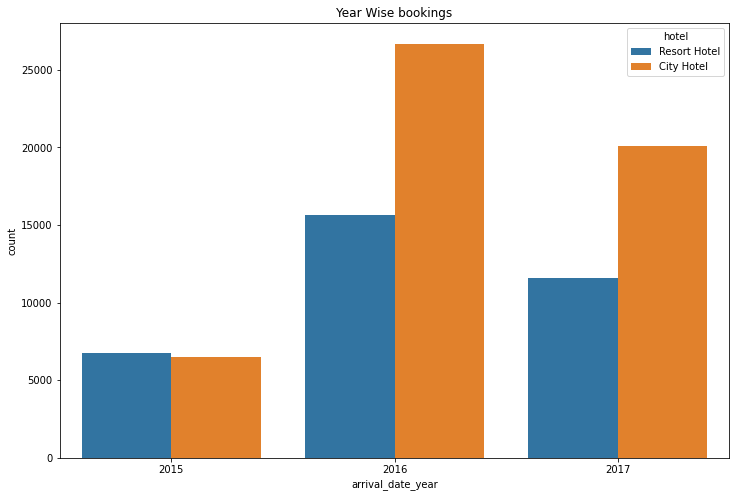 Year Wise bookings
hotel
Resort Hotel
City Hotel
count
25000
20000
15000
10000
5000
0
2015 2016 2017
arrival_date_year